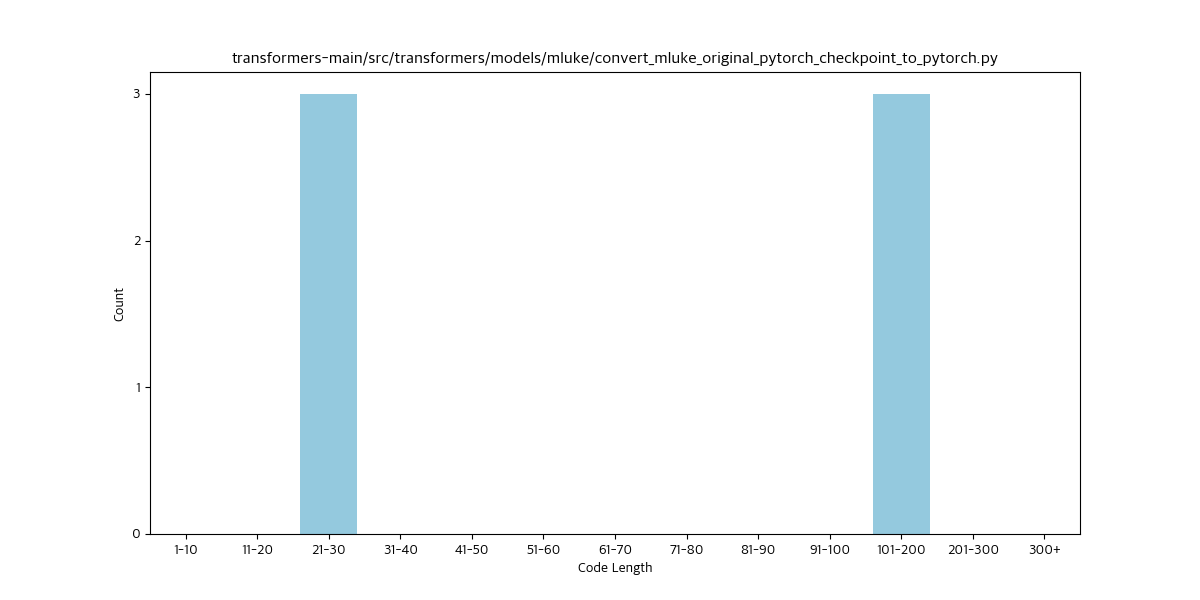 transformers-main/src/transformers/models/mluke/convert_mluke_original_pytorch_checkpoint_to_pytorch.py
3
2
1
0
Count
1-10 11-20 21-30 31-40 41-50 51-60 61-70 71-80 81-90 91-100 101-200 201-300 300+
Code Length